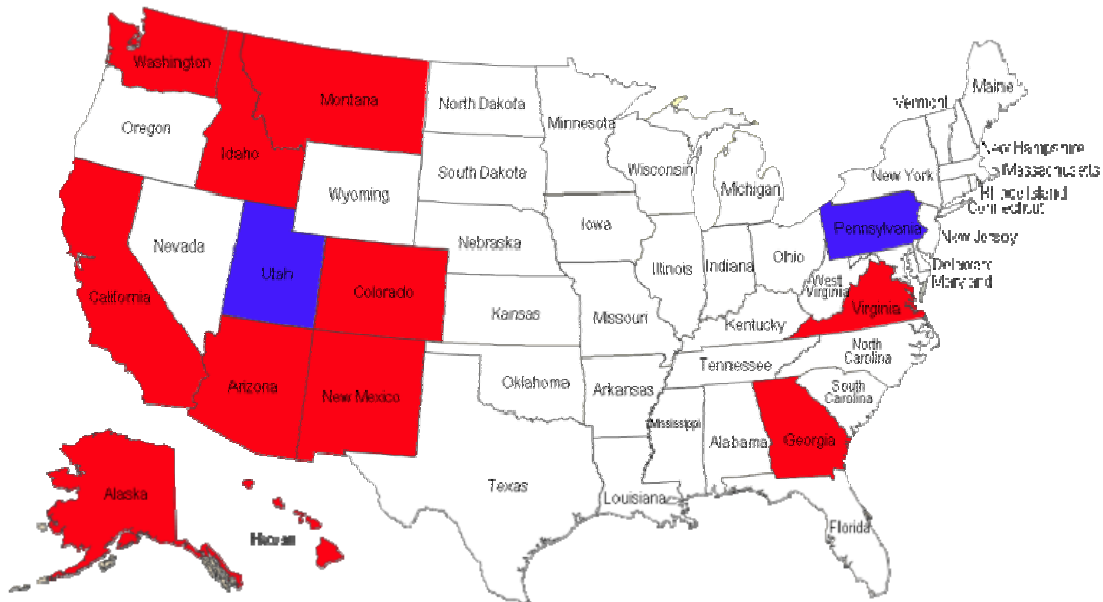 Washington
Montana
North Dakota
Minnesota
Maine
Vermont
Oregon
Idaho
South Dakota
Wisconsin
Michigan
New York
New Hampshire
Massachusetts
Rhode Island
Connecticut
Wyoming
Nevada
Nebraska
Iowa
Pennsylvania
New Jersey
Utah
California
Colorado
Illinois
Indiana
Ohio
West
Virginia
Delaware
Maryland
Kansas
Missouri
Kentucky
Virginia
Arizona
New Mexico
Oklahoma
Arkansas
Tennessee
North
Carolina
South
Carolina
Mississippi
Alabama
Georgia
Alaska
Texas
Louisiana
Florida
Hawaii